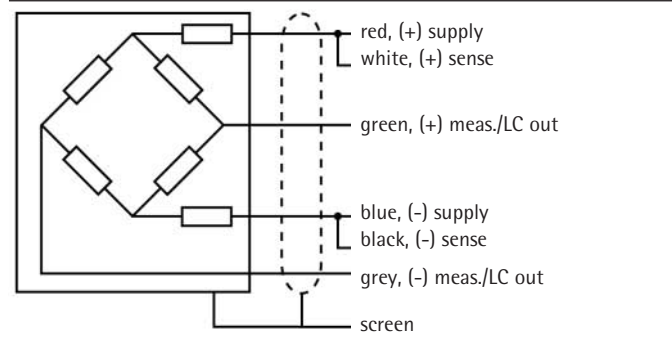 red, (+) supply
white, (+) sense
green, (+) meas./LC out
blue, (-) supply
black, (-) sense
grey, (-) meas./LC out
screen